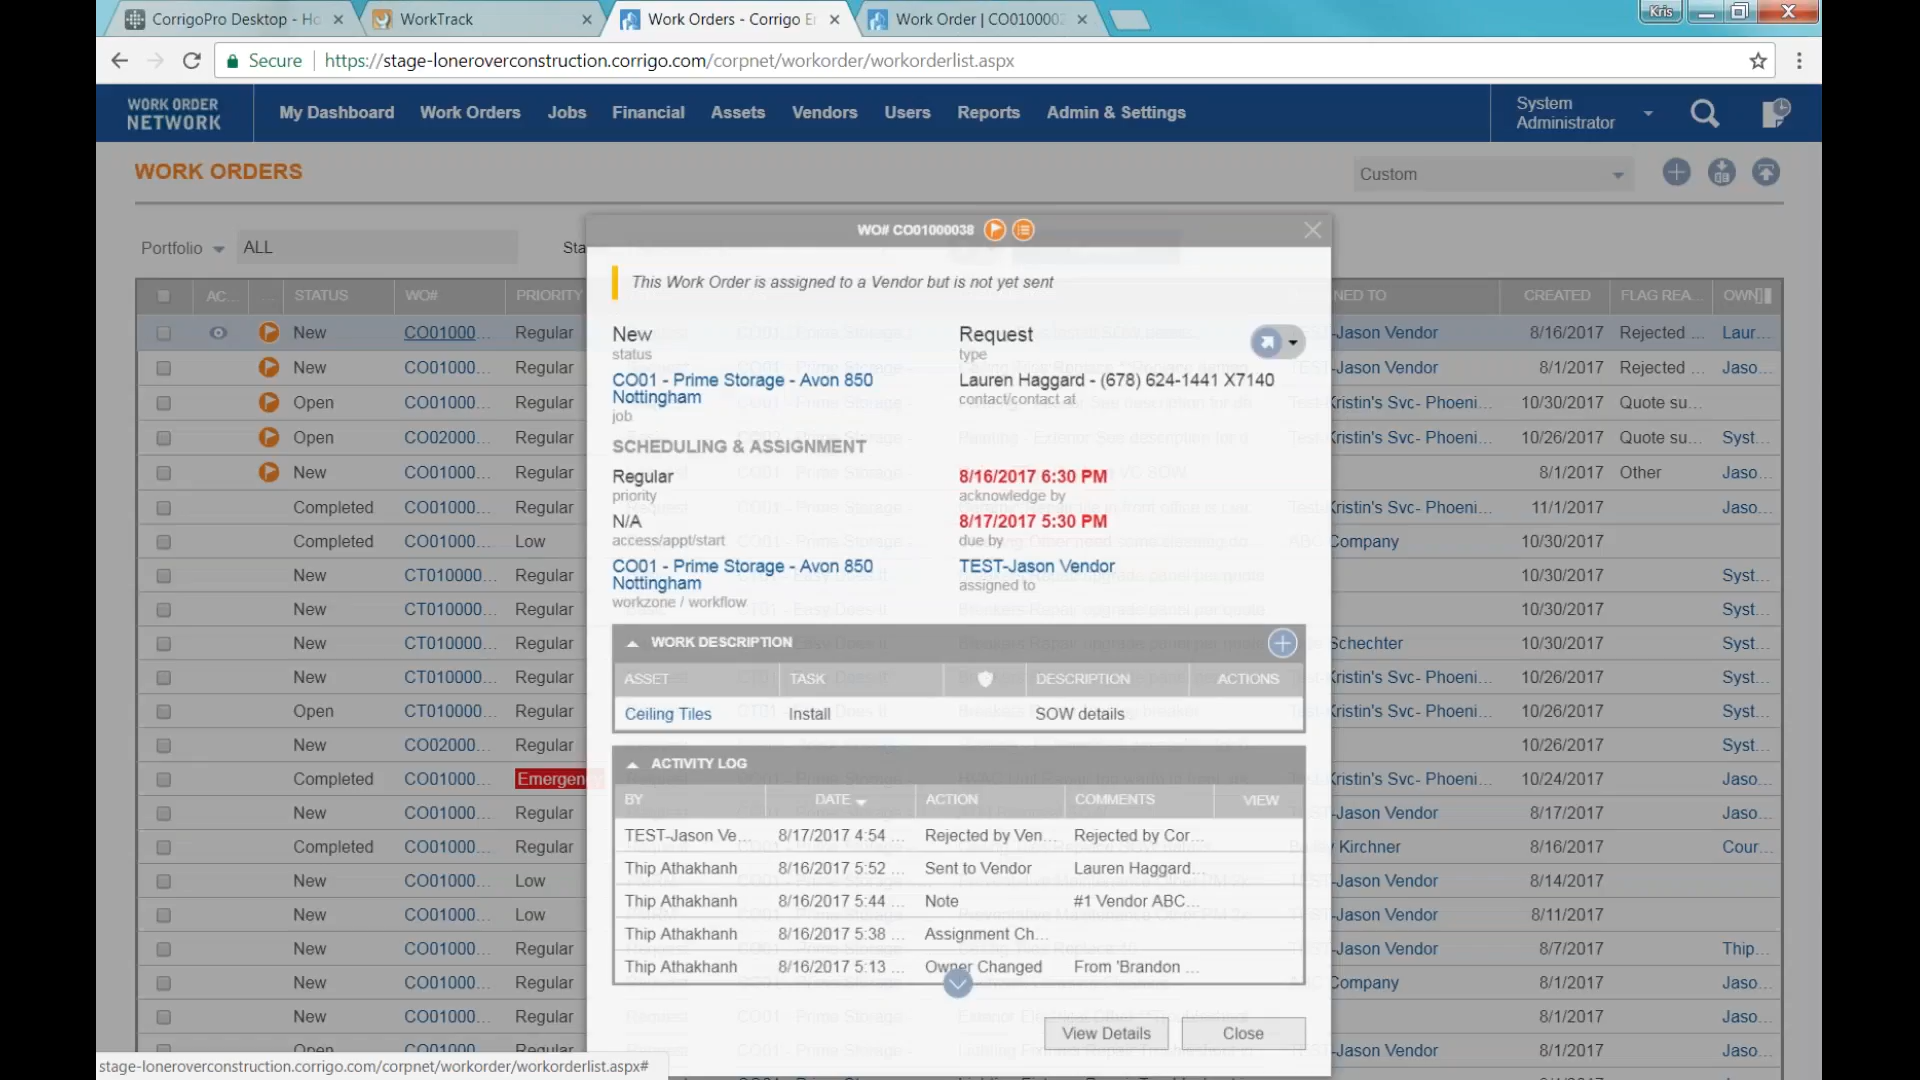 CorrigoPro Desktop - Ho
WorkTrack
Work Orders - Corrigo E
Work Order | CO010000
Kris
Secure
https://stage-loneroverconstruction.corrigo.com/corpnet/workorder/workorderlist.aspx
WORK ORDER
NETWORK
My Dashboard Work Orders Jobs Financial Assets Vendors Users Reports Admin & Settings
System
Administrator
WORK ORDERS
Custom
Portfolio ALL Sta
WO# CO01000038
This Work Order is assigned to a Vendor but is not yet sent
AC... ... STATUS WO# PRIORITY NED TO CREATED FLAG REA... OWN
New CO01000... Regular -Jason Vendor 8/16/2017 Rejected ... Laur...
New CO01000... Regular -Jason Vendor 8/1/2017 Rejected ... Jaso...
Open CO01000... Regular Kristin's Svc- Phoeni... 10/30/2017 Quote su...
Open CO02000... Regular Kristin's Svc- Phoeni... 10/26/2017 Quote su... Syst...
New CO01000... Regular 8/1/2017 Other Jaso...
Completed CO01000... Regular Kristin's Svc- Phoeni... 11/1/2017 Jaso...
Completed CO01000... Low Company 10/30/2017
New CT010000... Regular 10/30/2017 Syst...
New CT010000... Regular 10/30/2017 Syst...
New CT010000... Regular Schechter 10/30/2017 Syst...
New CT010000... Regular Kristin's Svc- Phoeni... 10/26/2017 Syst...
Open CT010000... Regular Kristin's Svc- Phoeni... 10/26/2017 Syst...
New CO02000... Regular 10/26/2017 Syst...
Completed CO01000... Emergency Kristin's Svc- Phoeni... 10/24/2017 Jaso...
New CO01000... Regular -Jason Vendor 8/17/2017 Jaso...
Completed CO01000... Regular Kirchner 8/16/2017 Cour...
New CO01000... Low -Jason Vendor 8/14/2017
New CO01000... Low -Jason Vendor 8/11/2017
New CO01000... Regular -Jason Vendor 8/7/2017 Thip...
New CO01000... Regular Company 8/1/2017 Jaso...
New CO01000... Regular 8/1/2017 Jaso...
Open CO01000... Regular -Jason Vendor 8/1/2017 Jaso...
New
status
Request
type
CO01 - Prime Storage - Avon 850
Nottingham
job
Lauren Haggard - (678) 624-1441 X7140
contact/contact at
SCHEDULING & ASSIGNMENT
Regular
priority
8/16/2017 6:30 PM
acknowledge by
N/A
access/appt/start
8/17/2017 5:30 PM
due by
CO01 - Prime Storage - Avon 850
Nottingham
workzone / workflow
TEST-Jason Vendor
assigned to
WORK DESCRIPTION
ASSET TASK DESCRIPTION ACTIONS
Ceiling Tiles Install SOW details
ACTIVITY LOG
BY DATE ACTION COMMENTS VIEW
TEST-Jason Ve... 8/17/2017 4:54 ... Rejected by Ven... Rejected by Cor...
Thip Athakhanh 8/16/2017 5:52 ... Sent to Vendor Lauren Haggard...
Thip Athakhanh 8/16/2017 5:44 ... Note #1 Vendor ABC...
Thip Athakhanh 8/16/2017 5:38 ... Assignment Ch...
Thip Athakhanh 8/16/2017 5:13 ... Owner Changed From 'Brandon ...
View Details Close
stage-loneroverconstruction.corrigo.com/corpnet/workorder/workorderlist.aspx#